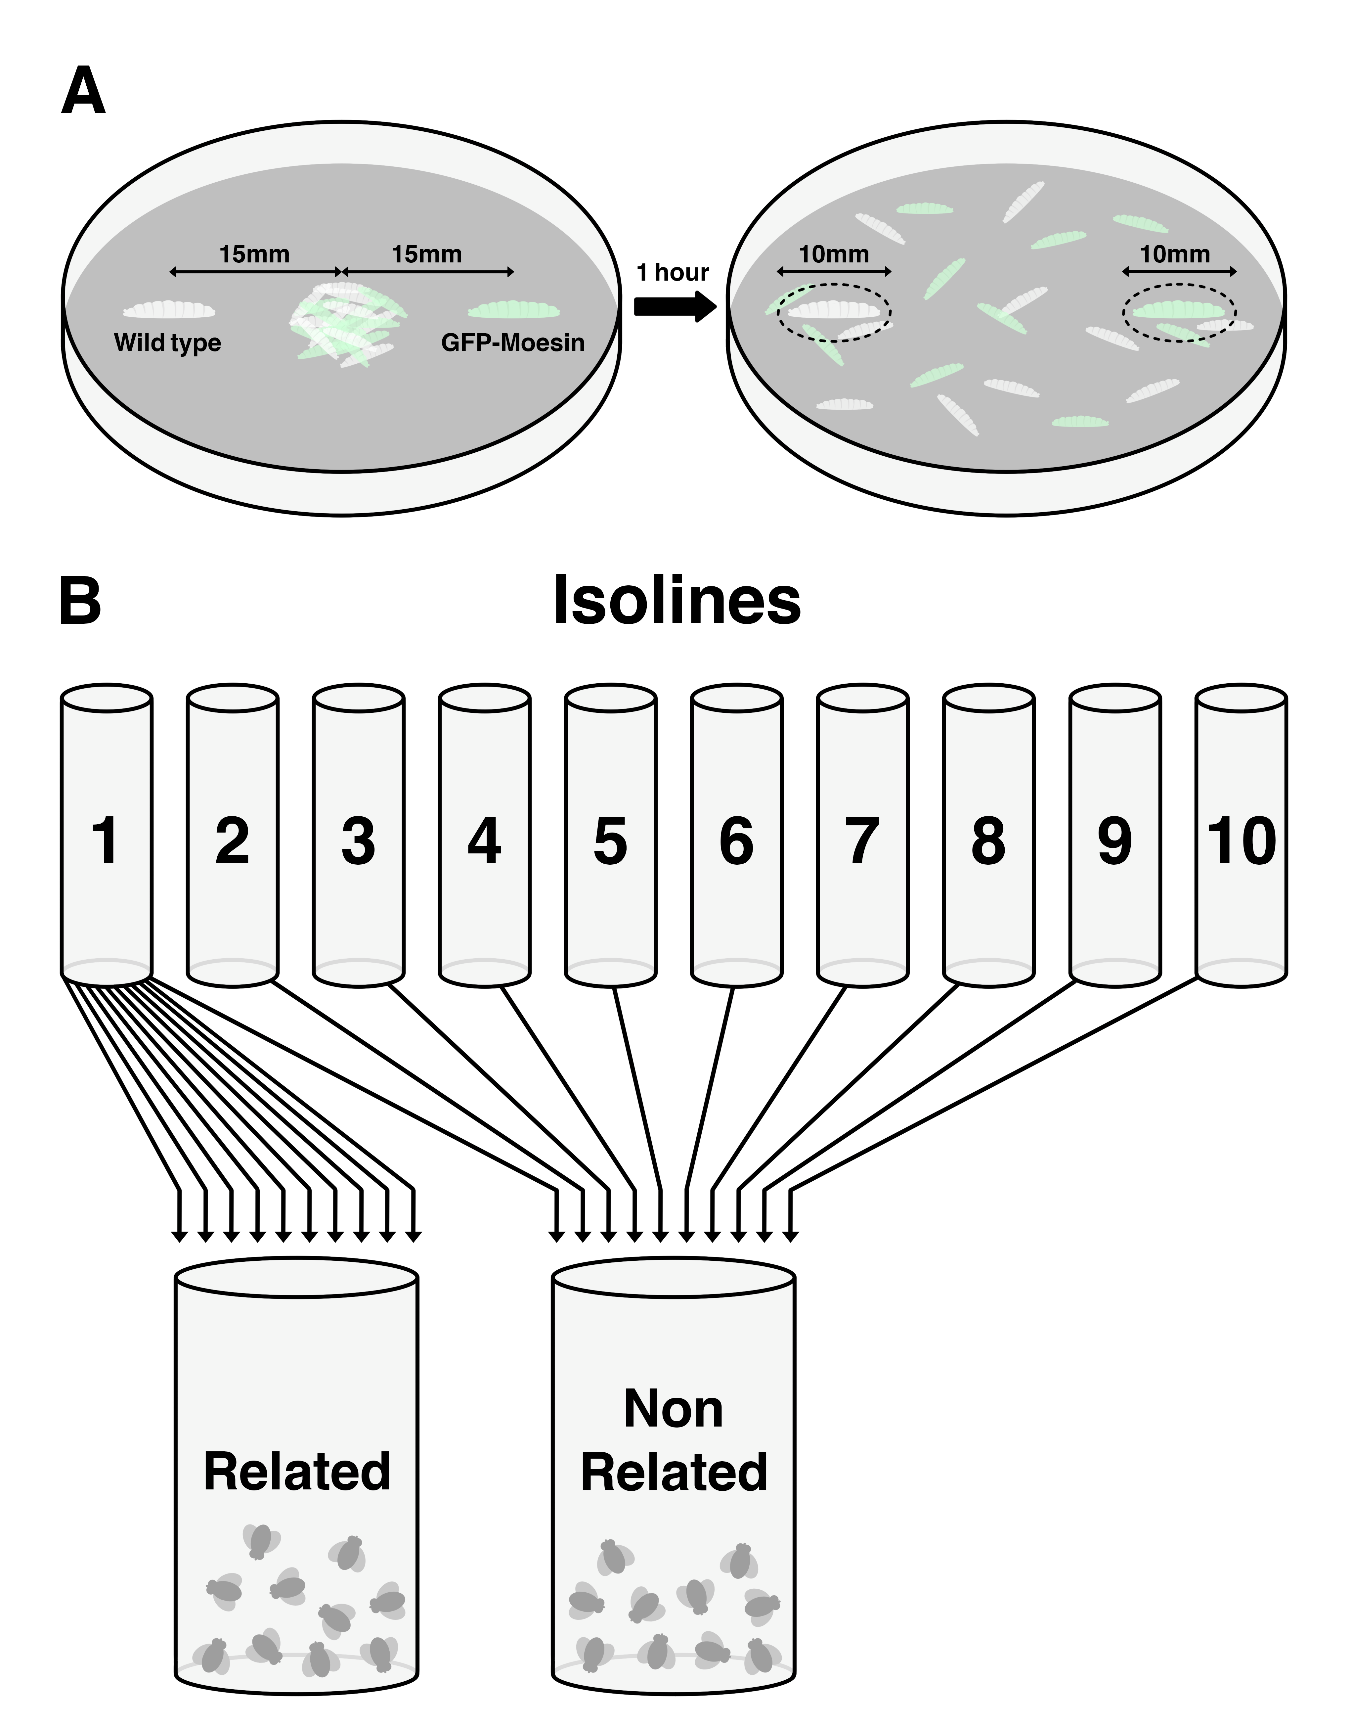 A
15mm 15mm
Wild type GFP-Moesin
1 hour
10mm 10mm
B Isolines
1 2 3 4 5 6 7 8 9 10
Related
Non
Related